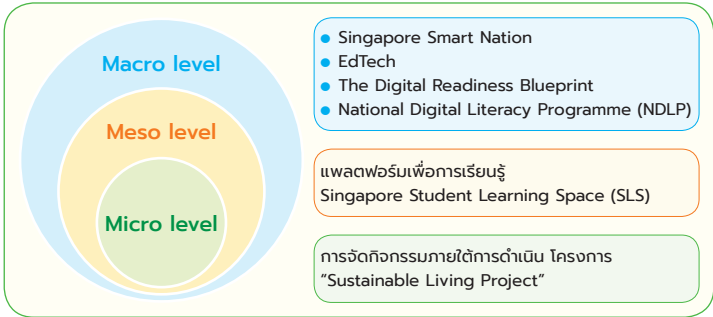 Macro level
Meso level
Micro level
• Singapore Smart Nation
• EdTech
• The Digital Readiness Blueprint
• National Digital Literacy Programme (NDLP)
แพลตฟอร์มเพื่อการเรียนรู้
Singapore Student Learning Space (SLS)
การจัดกิจกรรมภายใต้การดำเนิน โครงการ
“Sustainable Living Project”